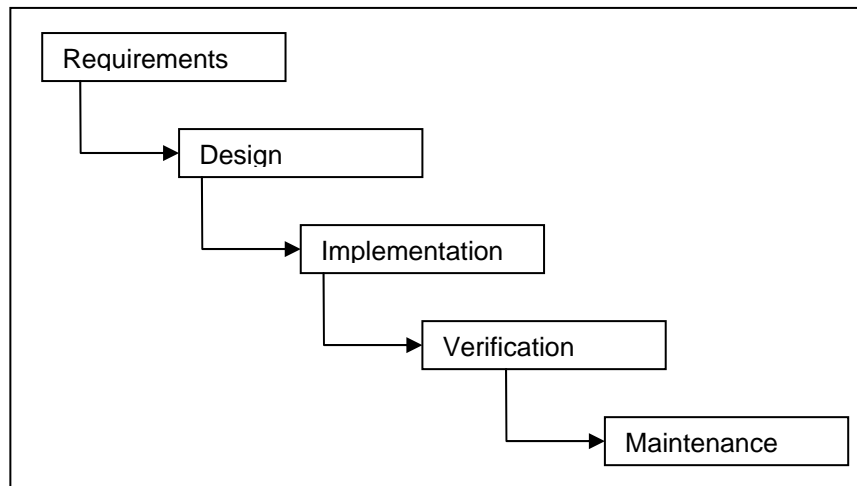 Requirements
Design
Implementation
Verification
Maintenance